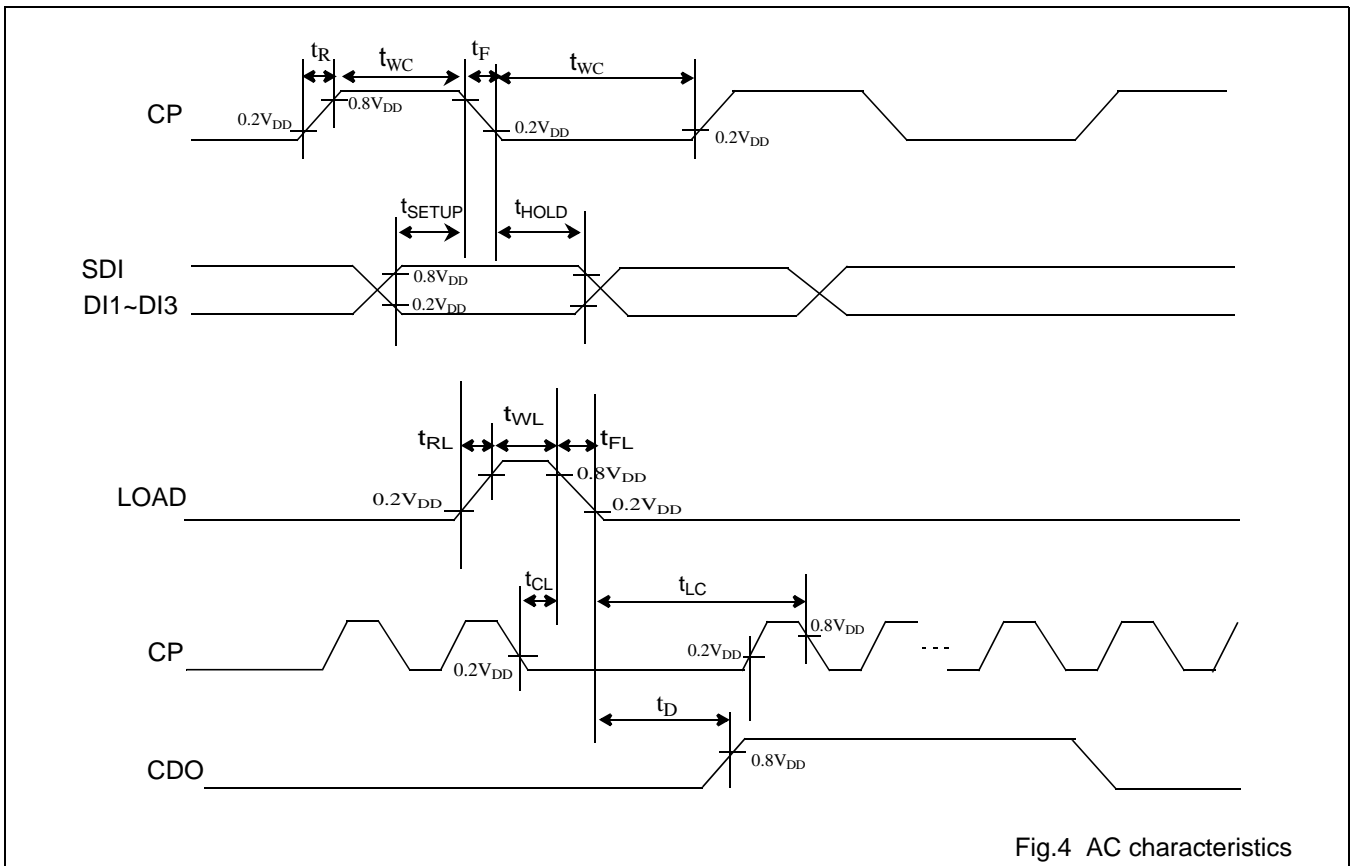 tR tWC tF tWC
CP
0.2VDD 0.8VDD 0.2VDD 0.2VDD
tSETUP tHOLD
SDI 0.8VDD
DI1~DI3 0.2VDD
tRL tWL tFL
LOAD 0.2VDD 0.8VDD 0.2VDD
tCL tLC
CP 0.2VDD 0.2VDD 0.8VDD
tD
CDO 0.8VDD
Fig.4 AC characteristics